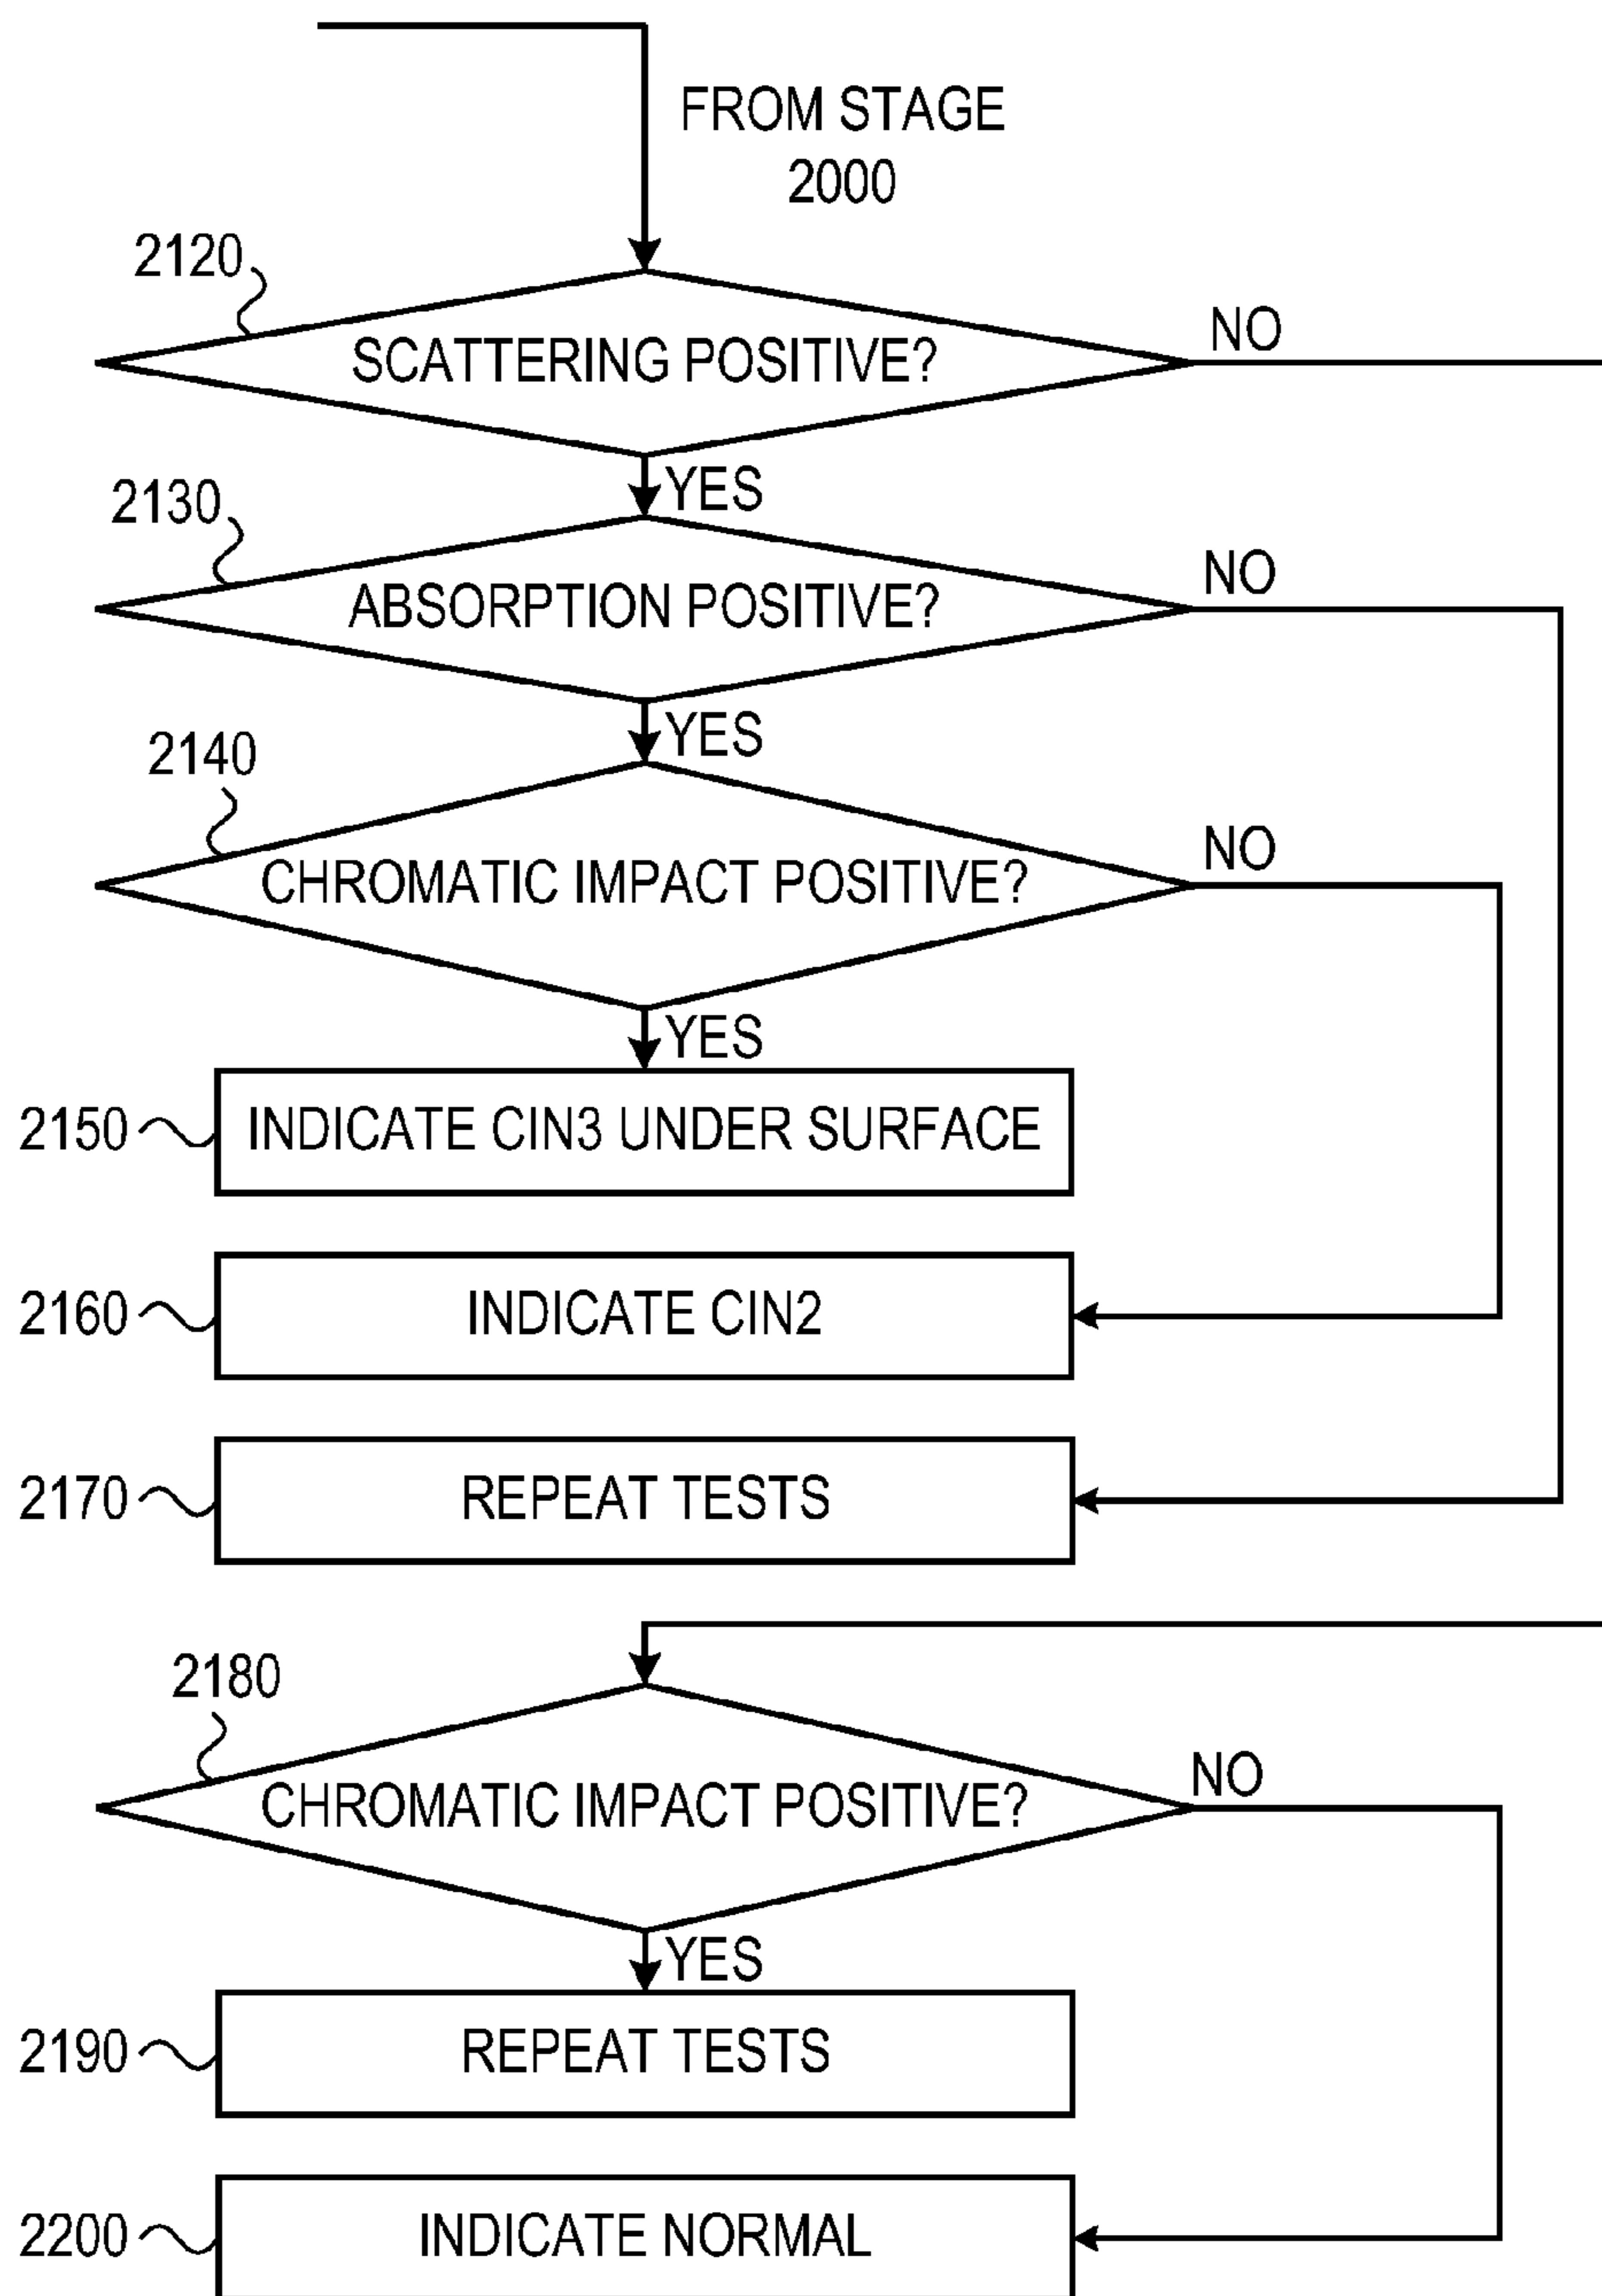 FROM STAGE
2000
2120
SCATTERING POSITIVE?
NO
YES
2130
ABSORPTION POSITIVE?
NO
YES
2140
CHROMATIC IMPACT POSITIVE?
NO
YES
2150
INDICATE CIN3 UNDER SURFACE
2160
INDICATE CIN2
2170
REPEAT TESTS
2180
CHROMATIC IMPACT POSITIVE?
NO
YES
2190
REPEAT TESTS
2200
INDICATE NORMAL